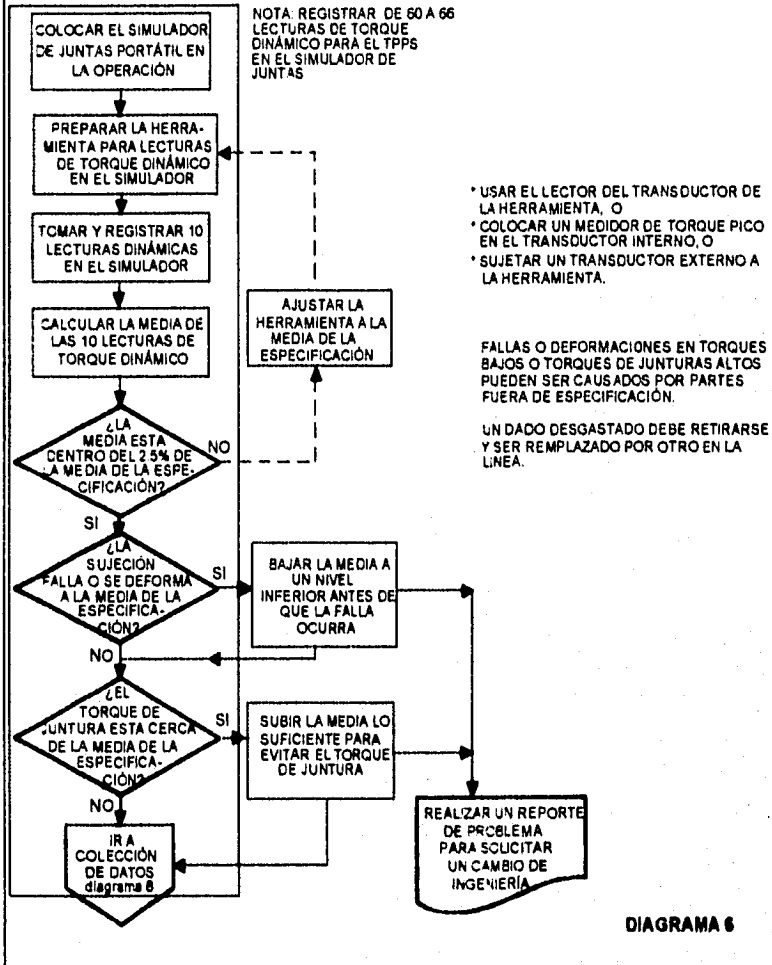 COLOCAR EL SIMULADOR
DE JUNTAS PORTÁTIL EN
LA OPERACIÓN
NOTA: REGISTRAR DE 60 A 66
LECTURAS DE TORQUE
DINÁMICO PARA EL TPPS
EN EL SIMULADOR DE
JUNTAS
PREPARAR LA HERRA-
MIENTA PARA LECTURAS
DE TORQUE DINÁMICO
EN EL SIMULADOR
* USAR EL LECTOR DEL TRANSDUCTOR DE
LA HERRAMIENTA, O
* COLOCAR UN MEDIDOR DE TORQUE PICO
EN EL TRANSDUCTOR INTERNO, O
* SUJETAR UN TRANSDUCTOR EXTERNO A
LA HERRAMIENTA.
TOMAR Y REGISTRAR 10
LECTURAS DINÁMICAS
EN EL SIMULADOR
CALCULAR LA MEDIA DE
LAS 10 LECTURAS DE
TORQUE DINÁMICO
AJUSTAR LA
HERRAMIENTA A LA
MEDIA DE LA
ESPECIFICACIÓN
FALLAS O DEFORMACIONES EN TORQUES
BAJOS O TORQUES DE JUNTURAS ALTOS
PUEDEN SER CAUSADOS POR PARTES
FUERA DE ESPECIFICACIÓN.
UN DADO DESGASTADO DEBE RETIRARSE
Y SER REMPLAZADO POR OTRO EN LA
LINEA.
¿LA
MEDIA ESTA
DENTRO DEL 2.5% DE
LA MEDIA DE LA ESPE-
CIFICACIÓN?
NO
SI
¿LA
SUJECIÓN
FALLA O SE DEFORMA
A LA MEDIA DE LA
ESPECIFICA-
CIÓN?
SI
BAJAR LA MEDIA A
UN NIVEL
INFERIOR ANTES DE
QUE LA FALLA
OCURRA
NO
¿EL
TORQUE DE
JUNTURA ESTA CERCA
DE LA MEDIA DE LA
ESPECIFICA-
CIÓN?
SI
SUBIR LA MEDIA LO
SUFICIENTE PARA
EVITAR EL TORQUE
DE JUNTURA
NO
IR A
COLECCIÓN
DE DATOS
diagrama 8
REALIZAR UN REPORTE
DE PROBLEMA
PARA SOLICITAR
UN CAMBIO DE
INGENIERÍA
DIAGRAMA 6